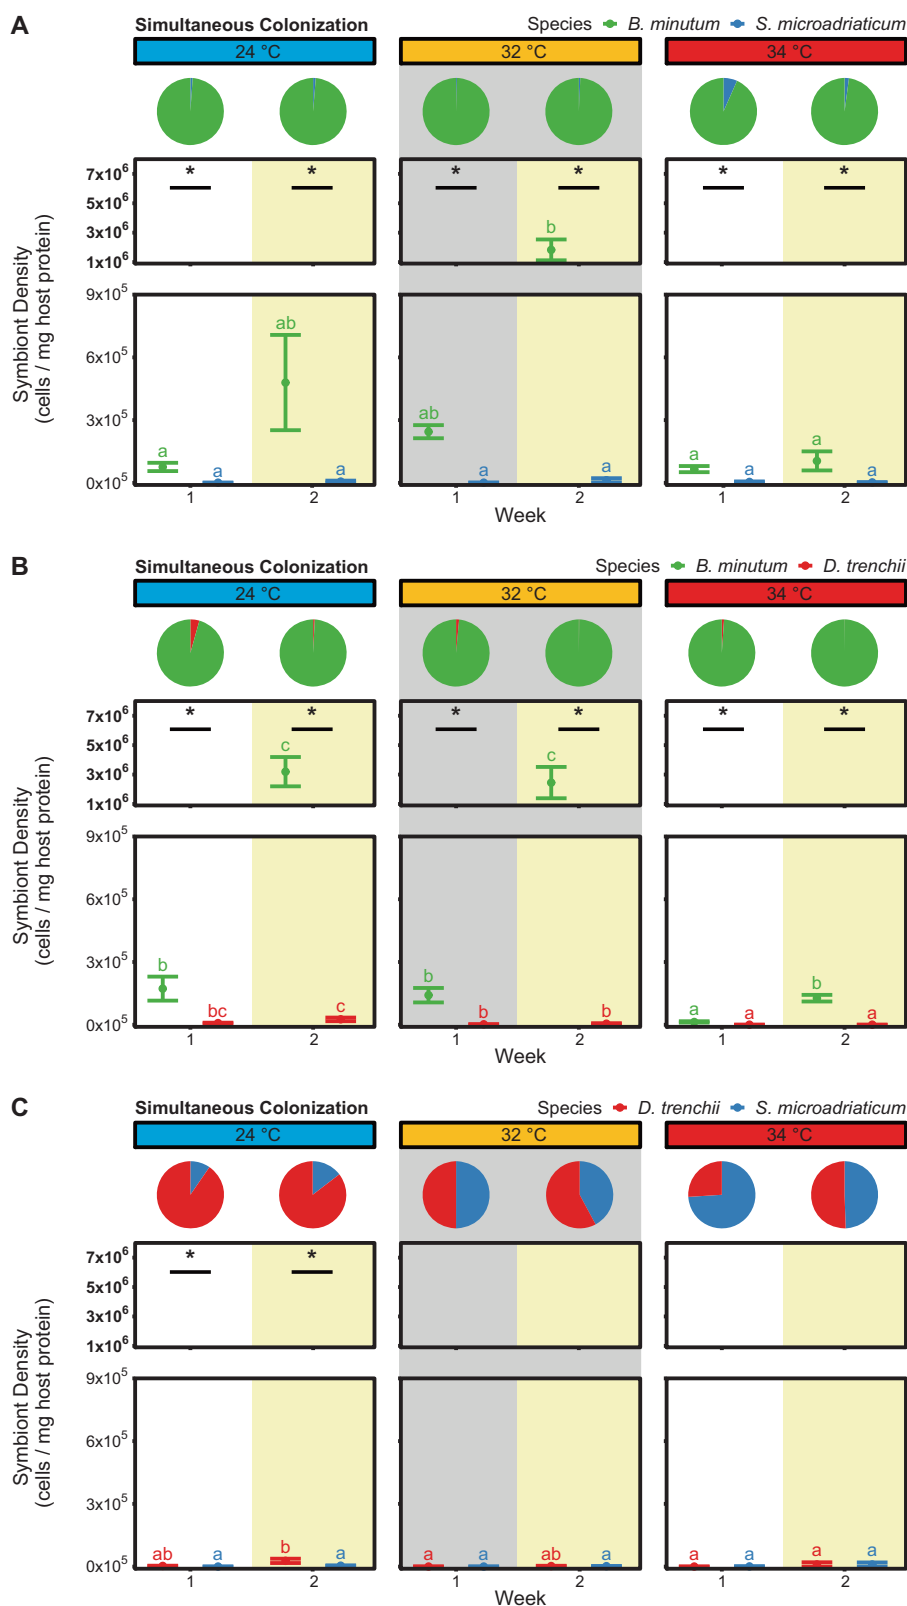 A
Simultaneous Colonization
Species B. minutum S. microadriaticum
24 °C 32 °C 34 °C
Symbiont Density
(cells / mg host protein)
7x10⁶ * * * * * *
5x10⁶
3x10⁶ b
1x10⁶
9x10⁵
6x10⁵ ab
3x10⁵ a a a ab a a a a a a
0x10⁵
1 2 1 2 1 2
Week
B
Simultaneous Colonization
Species B. minutum D. trenchii
24 °C 32 °C 34 °C
Symbiont Density
(cells / mg host protein)
7x10⁶ * * * * * *
5x10⁶ c c
3x10⁶
1x10⁶
9x10⁵
6x10⁵
3x10⁵ b bc c b b b a a b a
0x10⁵
1 2 1 2 1 2
Week
C
Simultaneous Colonization
Species D. trenchii S. microadriaticum
24 °C 32 °C 34 °C
Symbiont Density
(cells / mg host protein)
7x10⁶ * *
5x10⁶
3x10⁶
1x10⁶
9x10⁵
6x10⁵
3x10⁵
0x10⁵ ab a b a a a ab a a a a a
1 2 1 2 1 2
Week